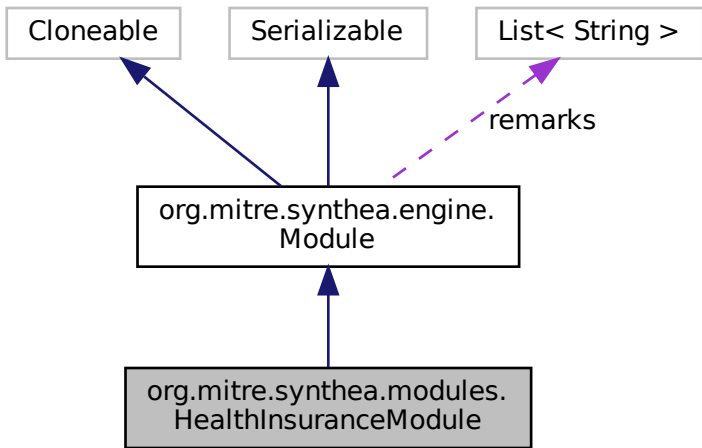 Cloneable
Serializable
List< String >
remarks
org.mitre.synthea.engine.
Module
org.mitre.synthea.modules.
HealthInsuranceModule